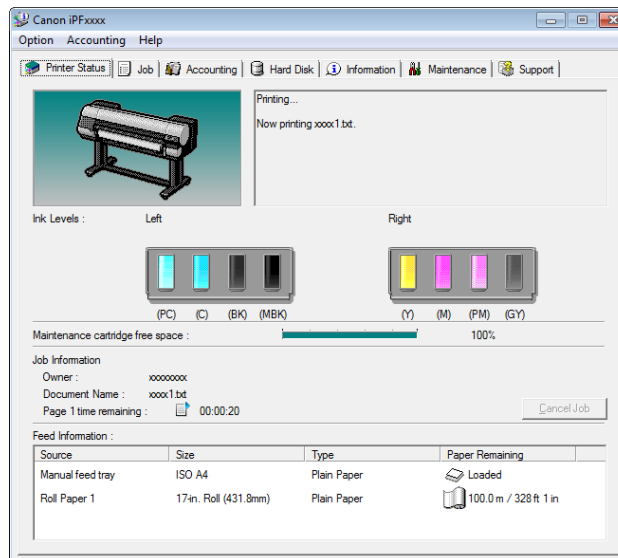 Canon iPFxxxx
Option Accounting Help
Printer Status Job Accounting Hard Disk Information Maintenance Support
Printing...
Now printing xxxx1.txt.
Ink Levels : Left Right
(PC) (C) (BK) (MBK) (Y) (M) (PM) (GY)
Maintenance cartridge free space : 100%
Job Information
Owner : xxxxxxxx
Document Name : xxxx1.txt
Page 1 time remaining : 00:00:20
Cancel Job
Feed Information :
Source Size Type Paper Remaining
Manual feed tray ISO A4 Plain Paper Loaded
Roll Paper 1 17-in. Roll (431.8mm) Plain Paper 100.0 m / 328 ft 1 in